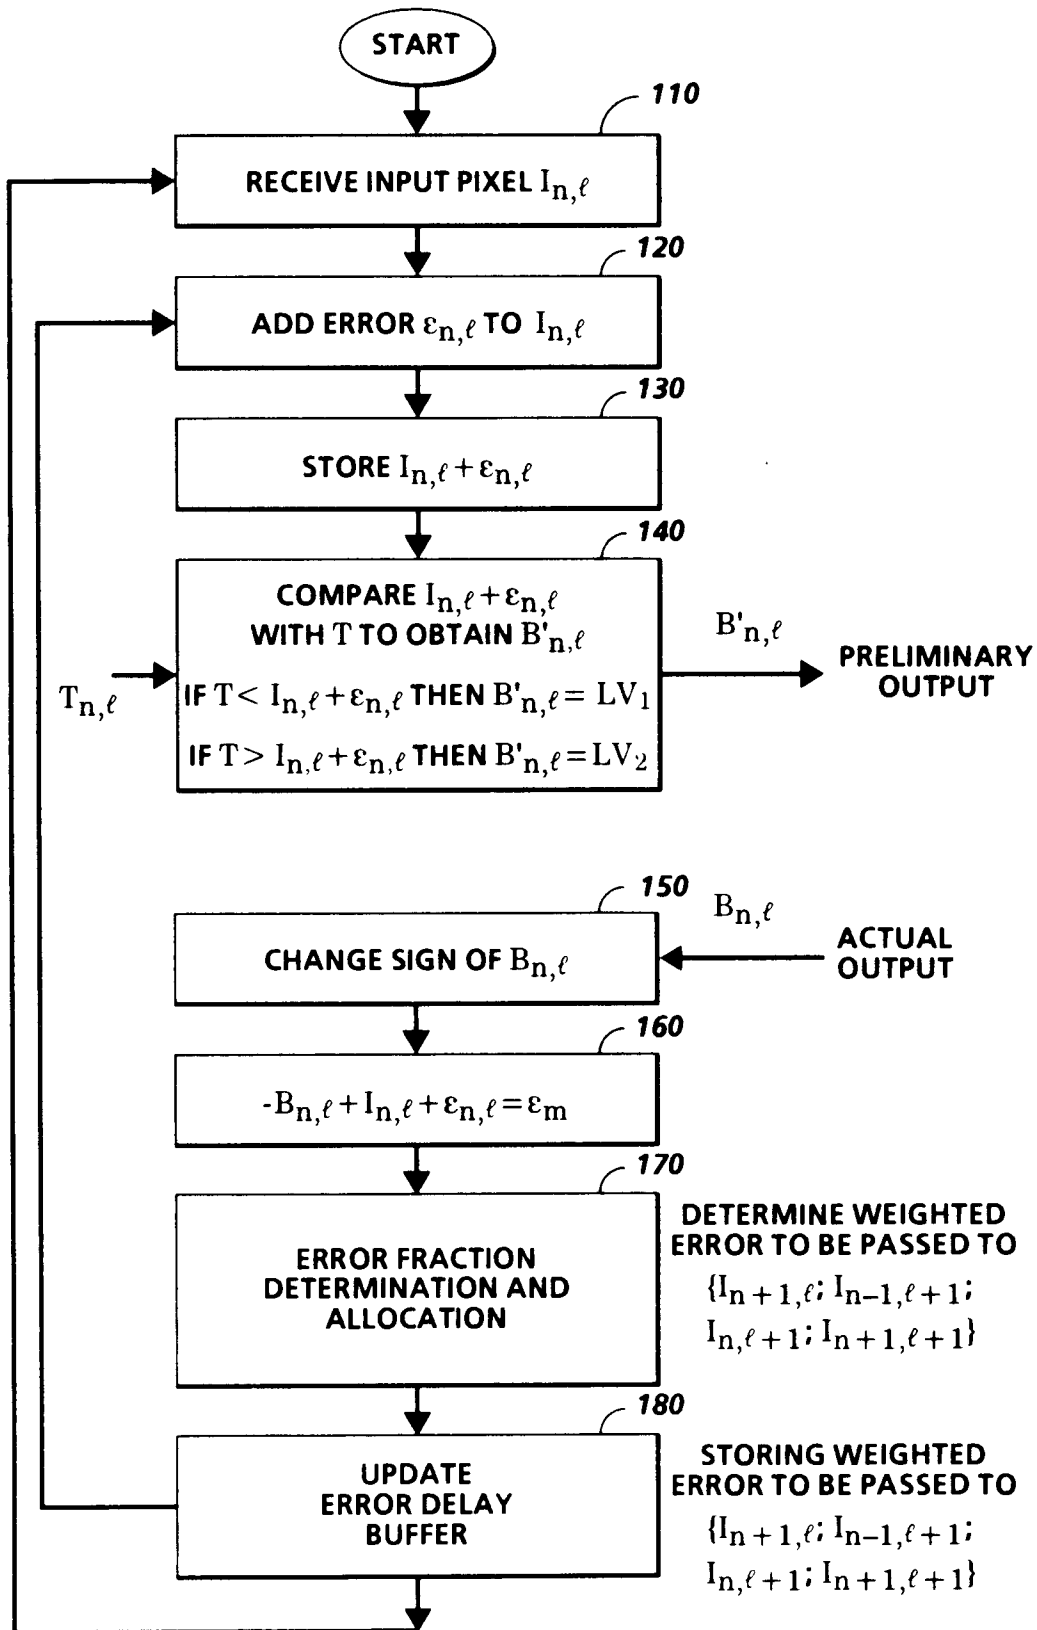 START
110
RECEIVE INPUT PIXEL Iₙ,ℓ
120
ADD ERROR εₙ,ℓ TO Iₙ,ℓ
130
STORE Iₙ,ℓ + εₙ,ℓ
140
COMPARE Iₙ,ℓ + εₙ,ℓ
WITH T TO OBTAIN B'ₙ,ℓ
IF T < Iₙ,ℓ + εₙ,ℓ THEN B'ₙ,ℓ = LV₁
IF T > Iₙ,ℓ + εₙ,ℓ THEN B'ₙ,ℓ = LV₂
Tₙ,ℓ
B'ₙ,ℓ
PRELIMINARY
OUTPUT
150
CHANGE SIGN OF Bₙ,ℓ
Bₙ,ℓ
ACTUAL
OUTPUT
160
-Bₙ,ℓ + Iₙ,ℓ + εₙ,ℓ = εₘ
170
ERROR FRACTION
DETERMINATION AND
ALLOCATION
DETERMINE WEIGHTED
ERROR TO BE PASSED TO
{Iₙ₊₁,ℓ; Iₙ₋₁,ℓ₊₁;
Iₙ,ℓ₊₁; Iₙ₊₁,ℓ₊₁}
180
UPDATE
ERROR DELAY
BUFFER
STORING WEIGHTED
ERROR TO BE PASSED TO
{Iₙ₊₁,ℓ; Iₙ₋₁,ℓ₊₁;
Iₙ,ℓ₊₁; Iₙ₊₁,ℓ₊₁}